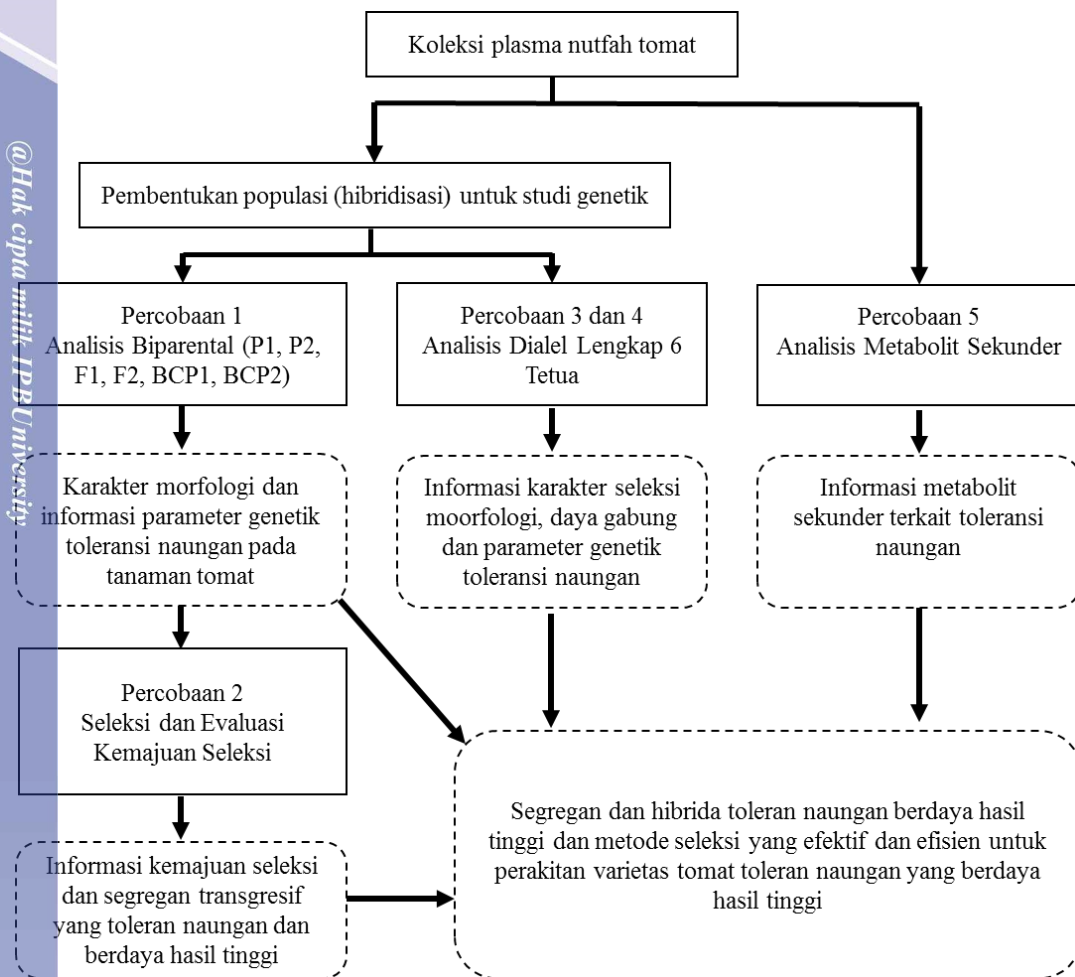 Koleksi plasma nutfah tomat
Pembentukan populasi (hibridisasi) untuk studi genetik
Percobaan 1
Analisis Biparental (P1, P2,
F1, F2, BCP1, BCP2)
Percobaan 3 dan 4
Analisis Dialel Lengkap 6
Tetua
Percobaan 5
Analisis Metabolit Sekunder
Karakter morfologi dan
informasi parameter genetik
toleransi naungan pada
tanaman tomat
Informasi karakter seleksi
moorfologi, daya gabung
dan parameter genetik
toleransi naungan
Informasi metabolit
sekunder terkait toleransi
naungan
Percobaan 2
Seleksi dan Evaluasi
Kemajuan Seleksi
Segregan dan hibrida toleran naungan berdaya hasil
tinggi dan metode seleksi yang efektif dan efisien untuk
perakitan varietas tomat toleran naungan yang berdaya
hasil tinggi
Informasi kemajuan seleksi
dan segregan transgresif
yang toleran naungan dan
berdaya hasil tinggi
@Hak cipta milik IPBUniversity